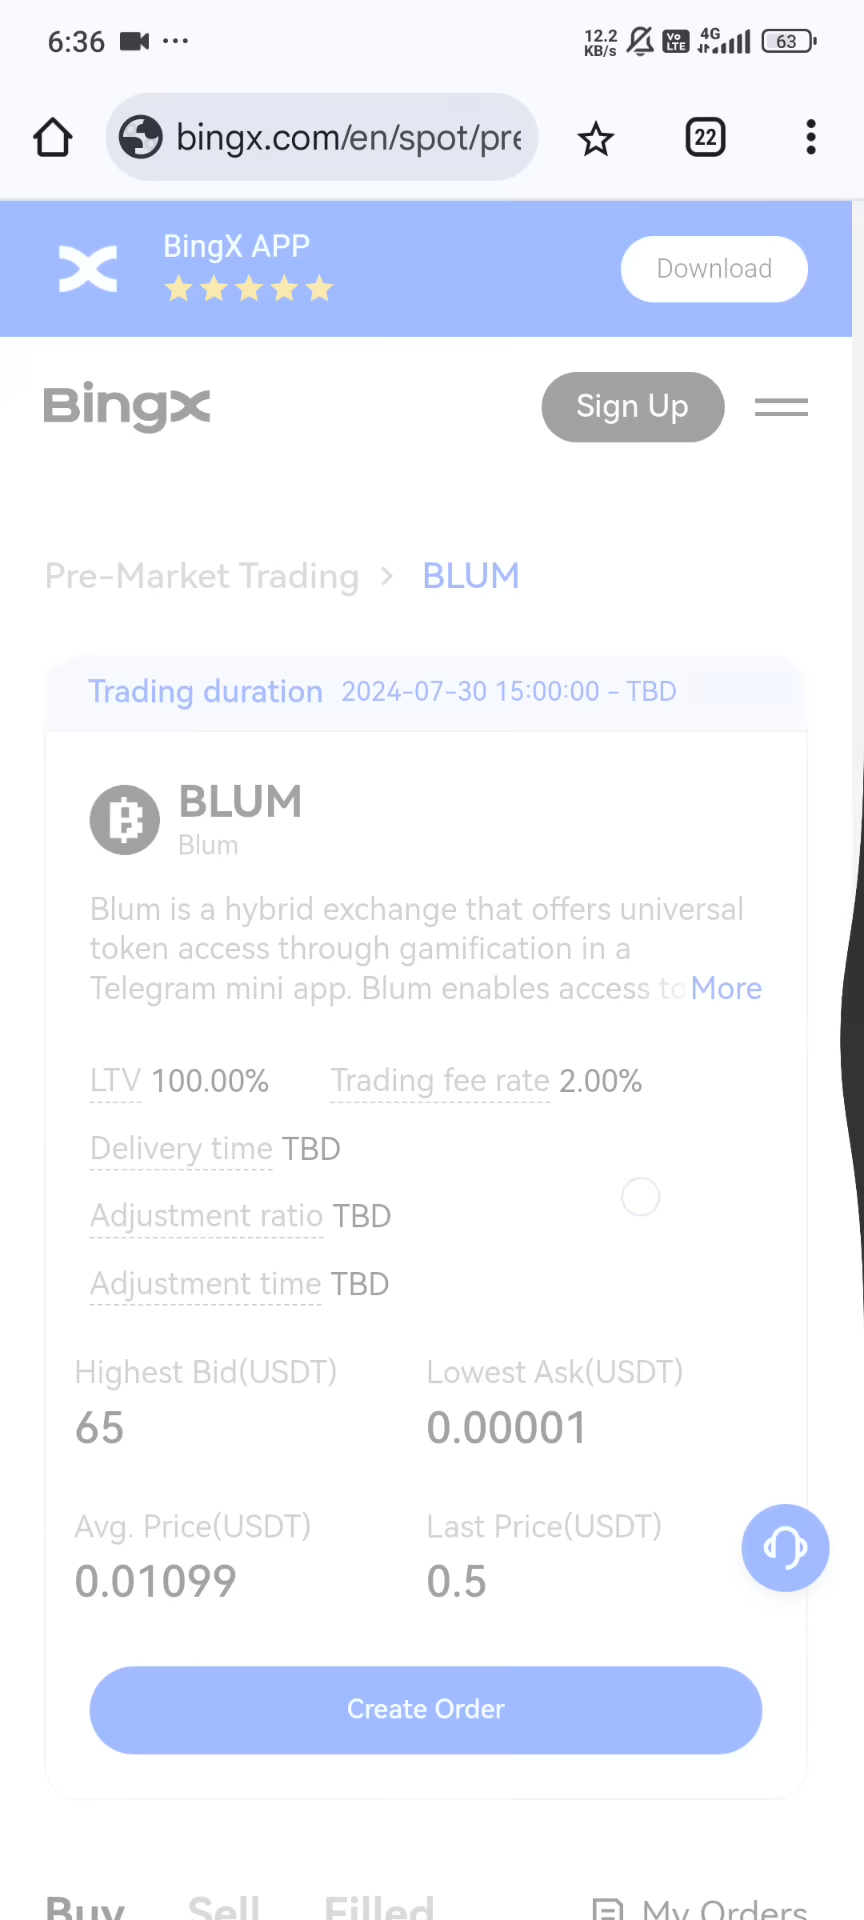 6:36
12.2
KB/s
Vo
LTE
4G
63
bingx.com/en/spot/pre
22
BingX APP
Download
BingX
Sign Up
Pre-Market Trading > BLUM
Trading duration 2024-07-30 15:00:00 - TBD
BLUM
Blum
Blum is a hybrid exchange that offers universal
token access through gamification in a
Telegram mini app. Blum enables access to More
LTV 100.00% Trading fee rate 2.00%
Delivery time TBD
Adjustment ratio TBD
Adjustment time TBD
Highest Bid(USDT) Lowest Ask(USDT)
65 0.00001
Avg. Price(USDT) Last Price(USDT)
0.01099 0.5
Create Order
Buy Sell Filled My Orders